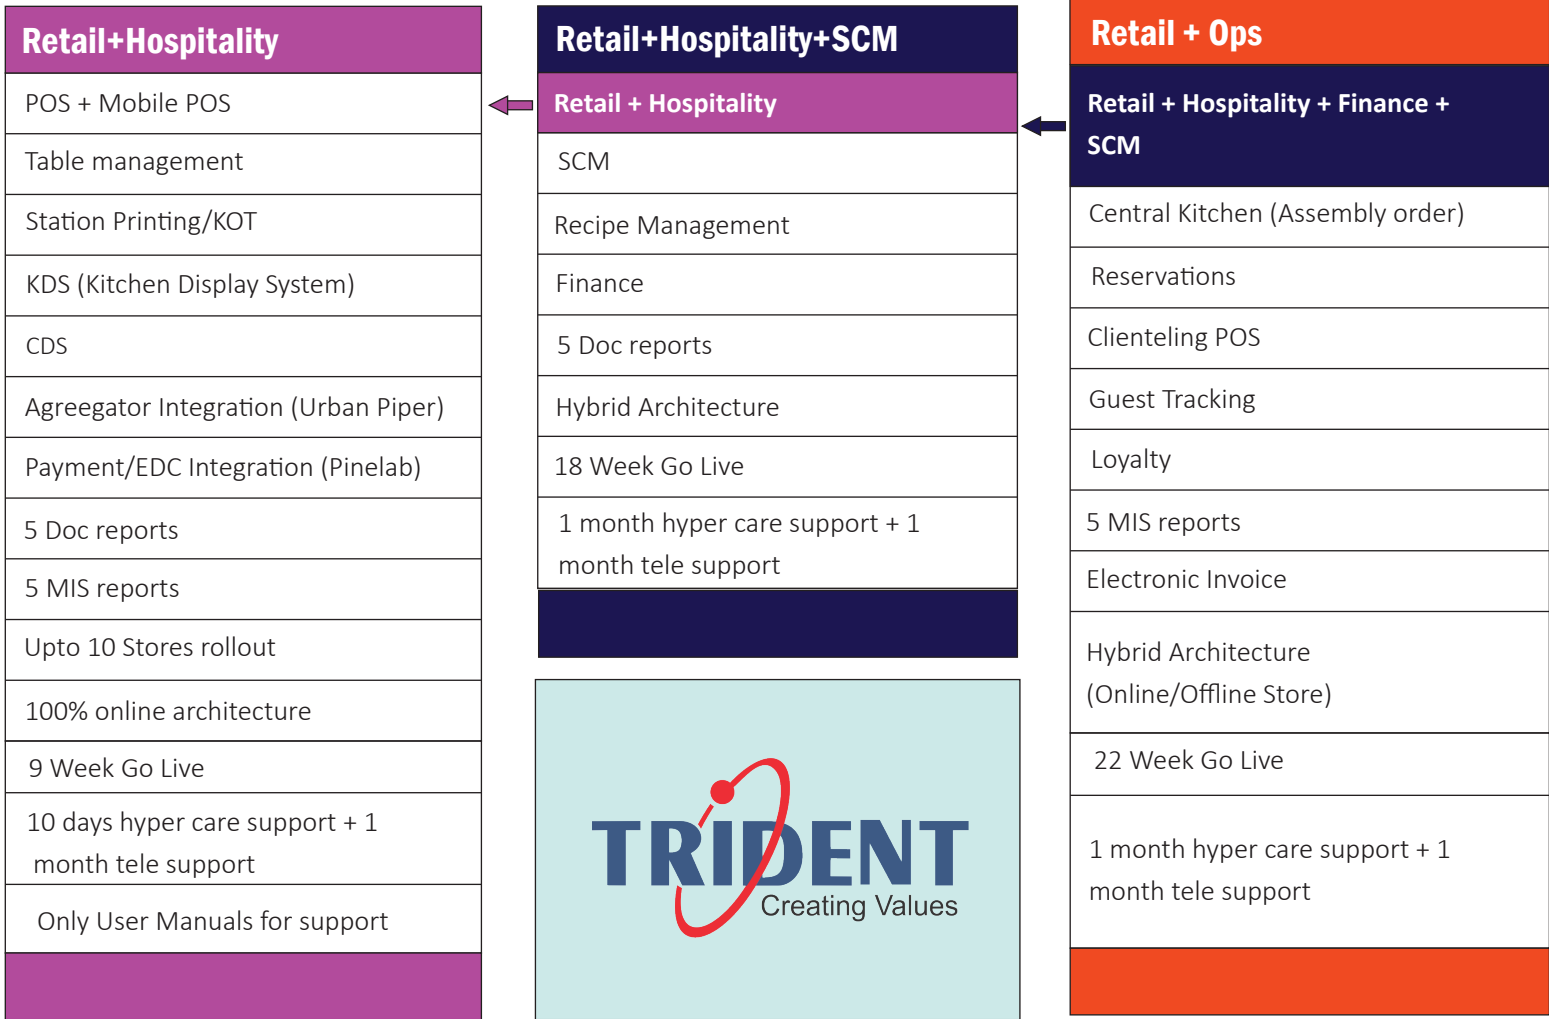 Retail+Hospitality
POS + Mobile POS
Table management
Station Printing/KOT
KDS (Kitchen Display System)
CDS
Agreegator Integration (Urban Piper)
Payment/EDC Integration (Pinelab)
5 Doc reports
5 MIS reports
Upto 10 Stores rollout
100% online architecture
9 Week Go Live
10 days hyper care support + 1
month tele support
Only User Manuals for support
Retail+Hospitality+SCM
Retail + Hospitality
SCM
Recipe Management
Finance
5 Doc reports
Hybrid Architecture
18 Week Go Live
1 month hyper care support + 1
month tele support
TRIDENT
Creating Values
Retail + Ops
Retail + Hospitality + Finance +
SCM
Central Kitchen (Assembly order)
Reservations
Clienteling POS
Guest Tracking
Loyalty
5 MIS reports
Electronic Invoice
Hybrid Architecture
(Online/Offline Store)
22 Week Go Live
1 month hyper care support + 1
month tele support